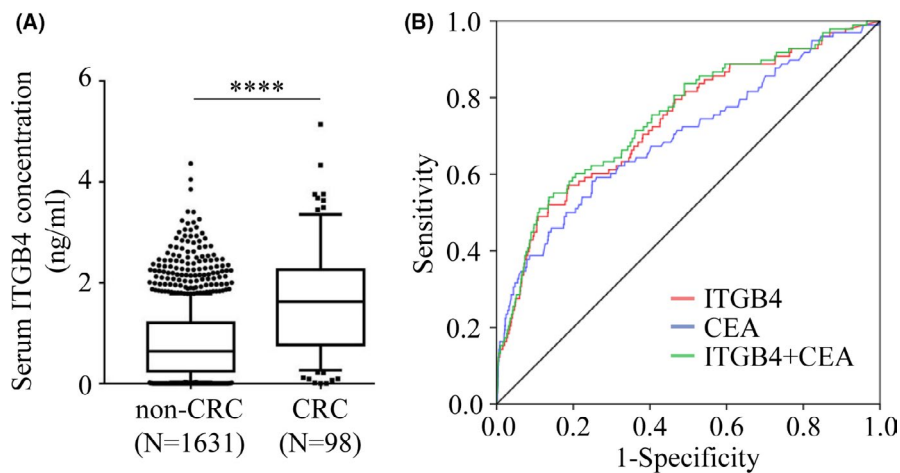 (A)
Serum ITGB4 concentration
(ng/ml)
6
4
2
0
****
non-CRC
(N=1631)
CRC
(N=98)
(B)
Sensitivity
1.0
0.8
0.6
0.4
0.2
0.0
ITGB4
CEA
ITGB4+CEA
0.0 0.2 0.4 0.6 0.8 1.0
1-Specificity